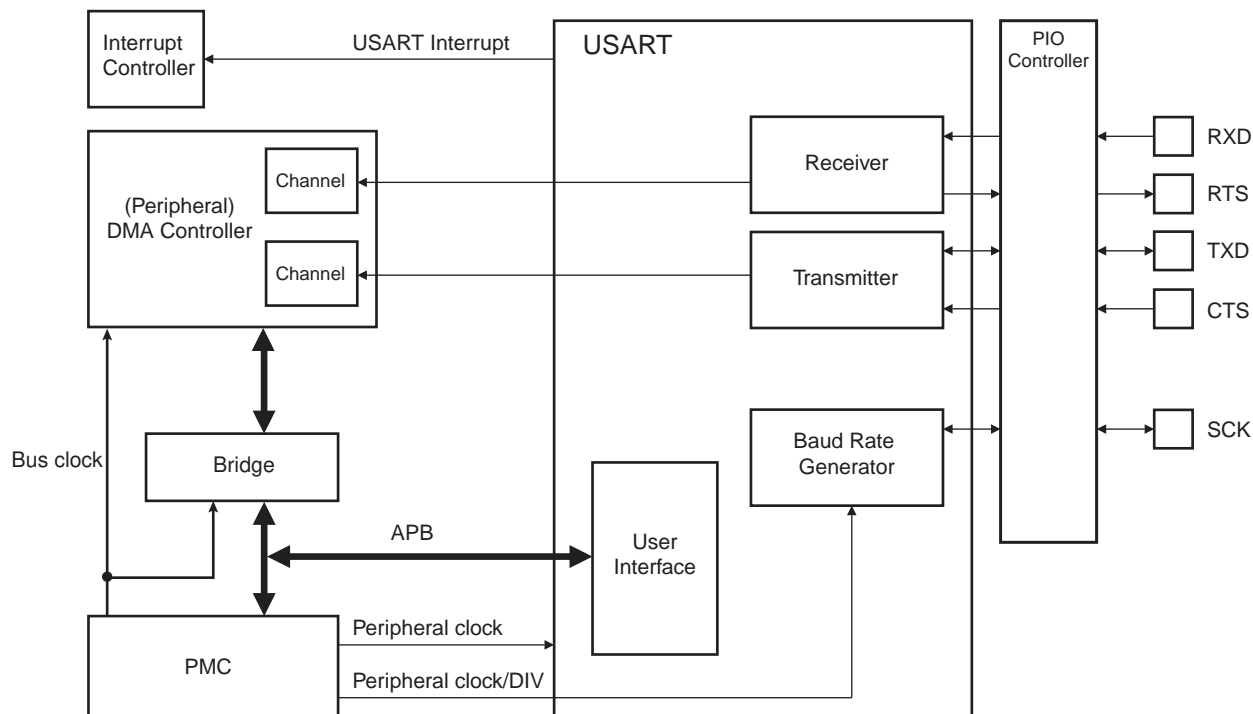 Interrupt
Controller
USART Interrupt
USART
PIO
Controller
(Peripheral)
DMA Controller
Channel
Channel
Receiver
Transmitter
RXD
RTS
TXD
CTS
SCK
Baud Rate
Generator
Bus clock
Bridge
APB
User
Interface
PMC
Peripheral clock
Peripheral clock/DIV